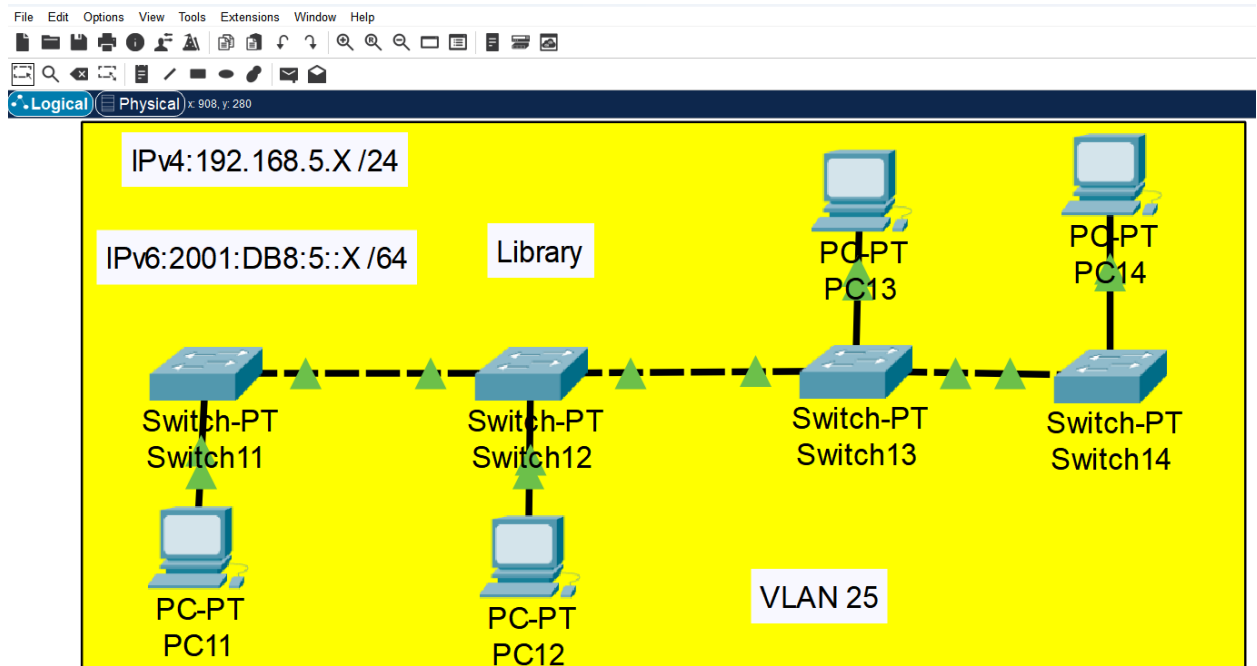 File Edit Options View Tools Extensions Window Help
Logical Physical x: 908, y: 280
IPv4:192.168.5.X /24
IPv6:2001:DB8:5::X /64
Library
PC-PT
PC13
PC-PT
PC14
Switch-PT
Switch11
Switch-PT
Switch12
Switch-PT
Switch13
Switch-PT
Switch14
PC-PT
PC11
PC-PT
PC12
VLAN 25